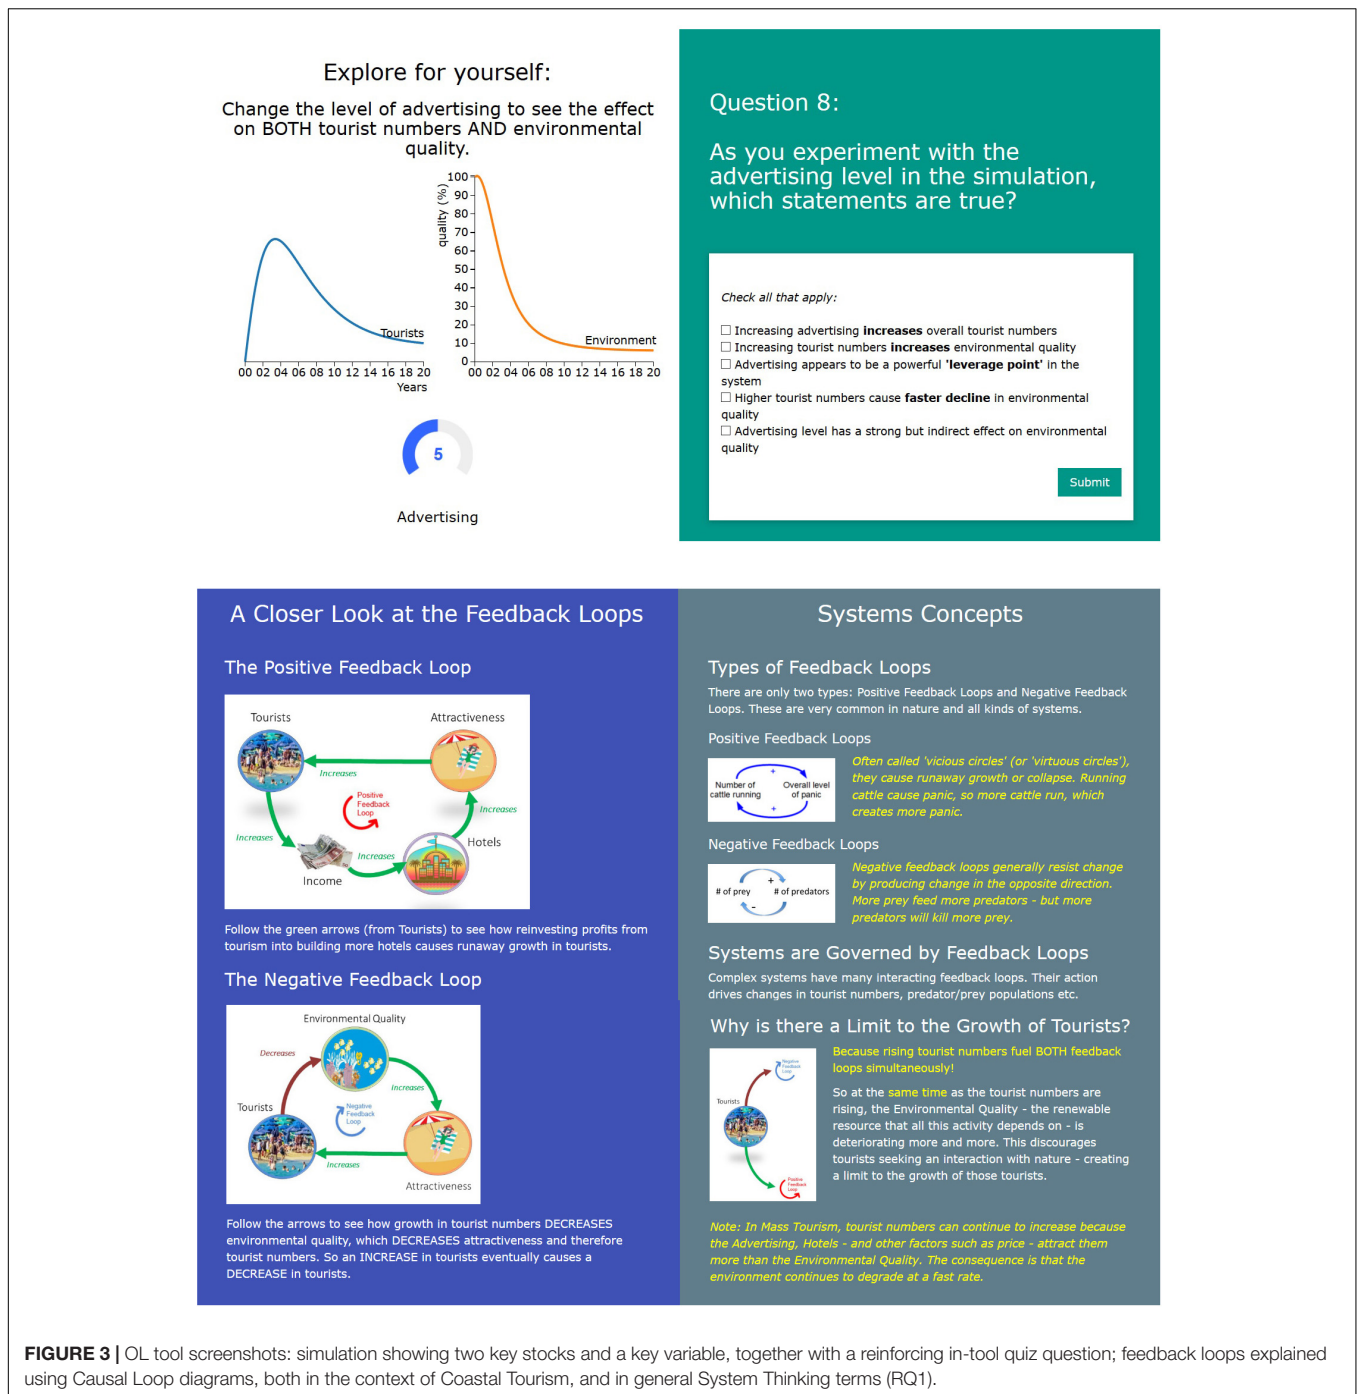 Explore for yourself:
Change the level of advertising to see the effect
on BOTH tourist numbers AND environmental
quality.
Tourists
00 02 04 06 08 10 12 14 16 18 20
Years
quality (%)
100
90
80
70
60
50
40
30
20
10
0
Environment
00 02 04 06 08 10 12 14 16 18 20
5
Advertising
Question 8:
As you experiment with the
advertising level in the simulation,
which statements are true?
Check all that apply:
Increasing advertising increases overall tourist numbers
Increasing tourist numbers increases environmental quality
Advertising appears to be a powerful 'leverage point' in the
system
Higher tourist numbers cause faster decline in environmental
quality
Advertising level has a strong but indirect effect on environmental
quality
Submit
A Closer Look at the Feedback Loops
The Positive Feedback Loop
Tourists
Attractiveness
Increases
Positive
Feedback
Loop
Increases
Increases
Hotels
Increases
Income
Follow the green arrows (from Tourists) to see how reinvesting profits from
tourism into building more hotels causes runaway growth in tourists.
The Negative Feedback Loop
Environmental Quality
Decreases
Increases
Tourists
Negative
Feedback
Loop
Increases
Attractiveness
Follow the arrows to see how growth in tourist numbers DECREASES
environmental quality, which DECREASES attractiveness and therefore
tourist numbers. So an INCREASE in tourists eventually causes a
DECREASE in tourists.
Systems Concepts
Types of Feedback Loops
There are only two types: Positive Feedback Loops and Negative Feedback
Loops. These are very common in nature and all kinds of systems.
Positive Feedback Loops
+
Number of
cattle running
Overall level
of panic
+
Often called 'vicious circles' (or 'virtuous circles'),
they cause runaway growth or collapse. Running
cattle cause panic, so more cattle run, which
creates more panic.
Negative Feedback Loops
+
# of prey
# of predators
-
Negative feedback loops generally resist change
by producing change in the opposite direction.
More prey feed more predators - but more
predators will kill more prey.
Systems are Governed by Feedback Loops
Complex systems have many interacting feedback loops. Their action
drives changes in tourist numbers, predator/prey populations etc.
Why is there a Limit to the Growth of Tourists?
Negative
Feedback
Loop
Tourists
Positive
Feedback
Loop
Because rising tourist numbers fuel BOTH feedback
loops simultaneously!
So at the same time as the tourist numbers are
rising, the Environmental Quality - the renewable
resource that all this activity depends on - is
deteriorating more and more. This discourages
tourists seeking an interaction with nature - creating
a limit to the growth of those tourists.
Note: In Mass Tourism, tourist numbers can continue to increase because
the Advertising, Hotels - and other factors such as price - attract them
more than the Environmental Quality. The consequence is that the
environment continues to degrade at a fast rate.
FIGURE 3 | OL tool screenshots: simulation showing two key stocks and a key variable, together with a reinforcing in-tool quiz question; feedback loops explained
using Causal Loop diagrams, both in the context of Coastal Tourism, and in general System Thinking terms (RQ1).